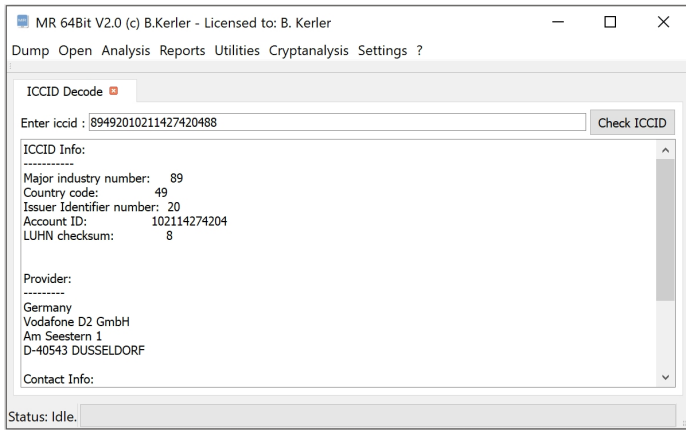 MR 64Bit V2.0 (c) B.Kerler - Licensed to: B. Kerler
Dump Open Analysis Reports Utilities Cryptanalysis Settings ?
ICCID Decode
Enter iccid : 89492010211427420488
Check ICCID
ICCID Info:
-----------
Major industry number: 89
Country code: 49
Issuer Identifier number: 20
Account ID: 102114274204
LUHN checksum: 8
Provider:
---------
Germany
Vodafone D2 GmbH
Am Seestern 1
D-40543 DUSSELDORF
Contact Info:
Status: Idle.